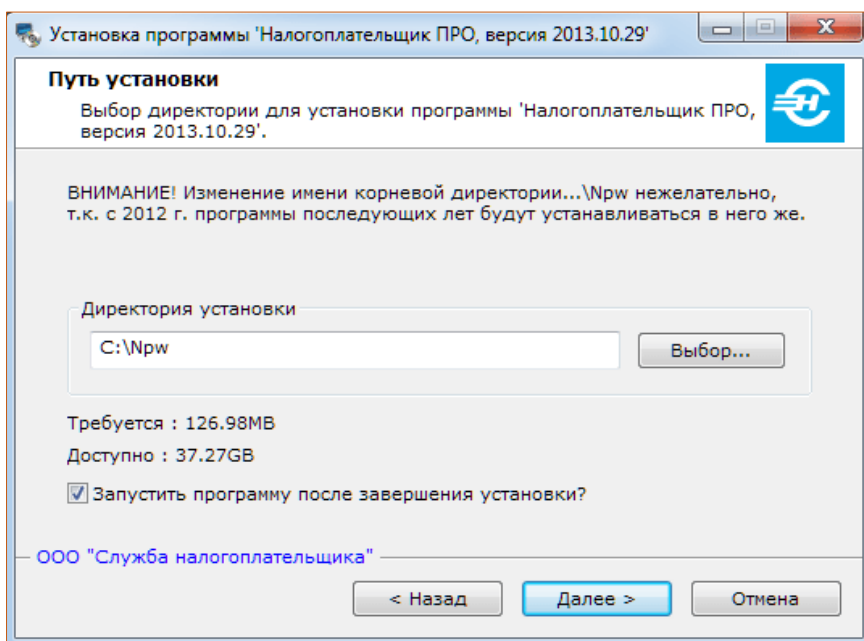 Установка программы 'Налогоплательщик ПРО, версия 2013.10.29'
Путь установки
Выбор директории для установки программы 'Налогоплательщик ПРО,
версия 2013.10.29'.
ВНИМАНИЕ! Изменение имени корневой директории...\Npw нежелательно,
т.к. с 2012 г. программы последующих лет будут устанавливаться в него же.
Директория установки
C:\Npw
Выбор...
Требуется : 126.98MB
Доступно : 37.27GB
Запустить программу после завершения установки?
ООО "Служба налогоплательщика"
< Назад
Далее >
Отмена